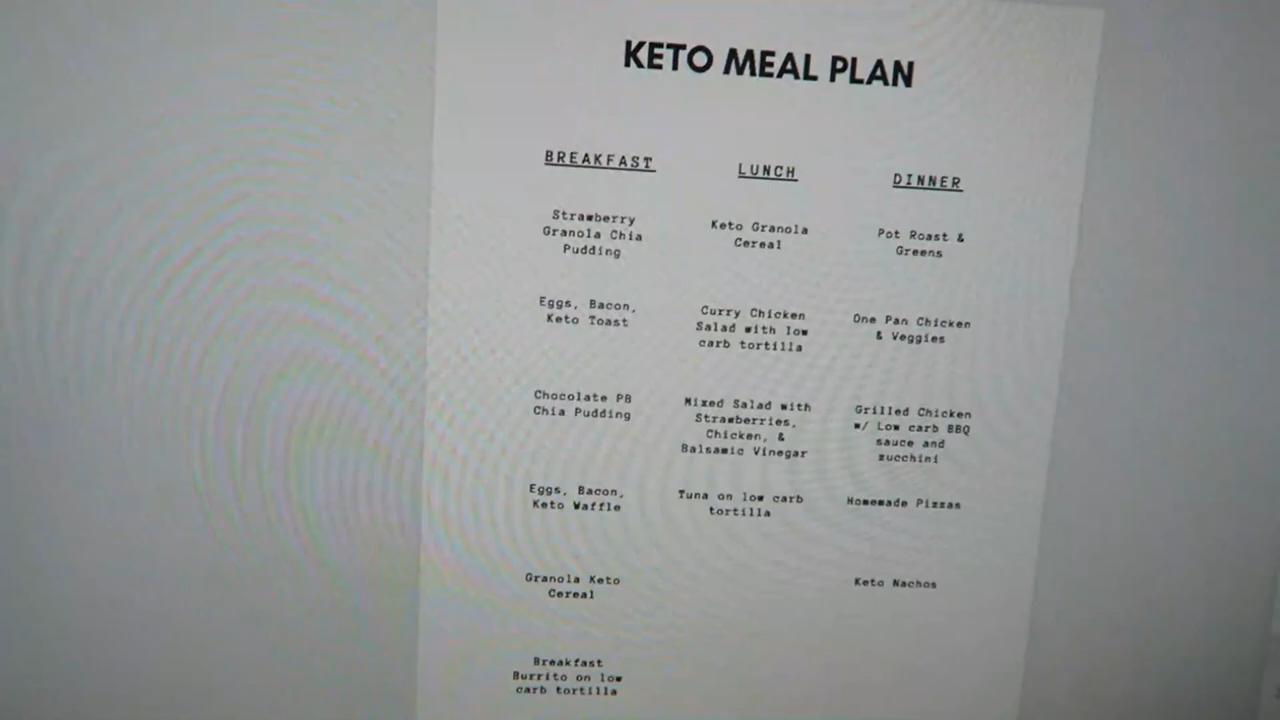 KETO MEAL PLAN
BREAKFAST
Strawberry
Granola Chia
Pudding
Eggs, Bacon,
Keto Toast
Chocolate PB
Chia Pudding
Eggs, Bacon,
Keto Waffle
Granola Keto
Cereal
Breakfast
Burrito on low
carb tortilla
LUNCH
Keto Granola
Cereal
Curry Chicken
Salad with low
carb tortilla
Mixed Salad with
Strawberries,
Chicken, &
Balsamic Vinegar
Tuna on low carb
tortilla
DINNER
Pot Roast &
Greens
One Pan Chicken
& Veggies
Grilled Chicken
w/ Low carb BBQ
sauce and
zucchini
Homemade Pizzas
Keto Nachos